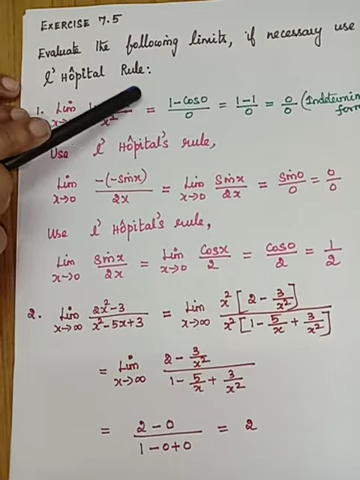 EXERCISE 7.5
Evaluate the following limits, if necessary use
l' Hôpital Rule:
1. Lim x→0 x² = 1-cos0/0 = 1-1/0 = 0/0 (Indetermin
form
Use l' Hôpital's rule,
Lim x→0 -(-sinx)/2x = Lim x→0 sinx/2x = sin0/0 = 0/0
Use l' Hôpital's rule,
Lim x→0 sinx/2x = Lim x→0 cosx/2 = cos0/2 = 1/2
2. Lim x→∞ 2x²-3/x²-5x+3 = Lim x→∞ x²[2-3/x²]/x²[1-5/x+3/x²]
= Lim x→∞ 2-3/x²/1-5/x+3/x²
= 2-0/1-0+0 = 2